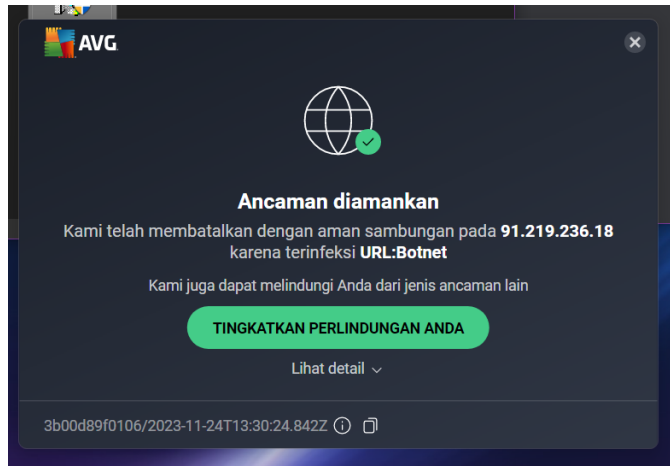 AVG
Ancaman diamankan
Kami telah membatalkan dengan aman sambungan pada 91.219.236.18
karena terinfeksi URL:Botnet
Kami juga dapat melindungi Anda dari jenis ancaman lain
TINGKATKAN PERLINDUNGAN ANDA
Lihat detail
3b00d89f0106/2023-11-24T13:30:24.842Z